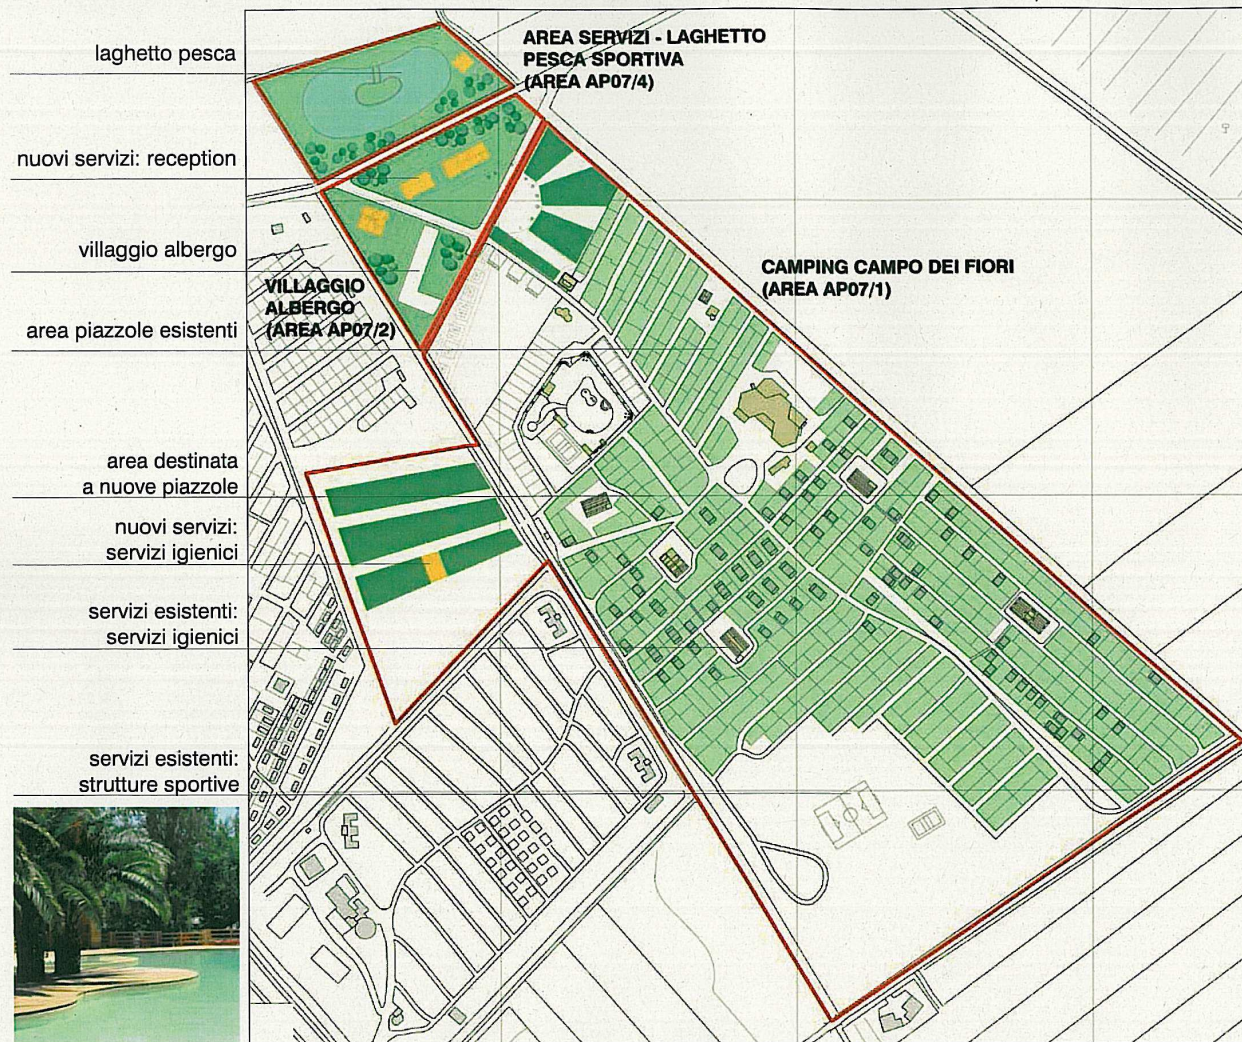 laghetto pesca
nuovi servizi: reception
villaggio albergo
area piazzole esistenti
area destinata
a nuove piazzole
nuovi servizi:
servizi igienici
servizi esistenti:
servizi igienici
servizi esistenti:
strutture sportive
AREA SERVIZI - LAGHETTO
PESCA SPORTIVA
(AREA AP07/4)
VILLAGGIO
ALBERGO
(AREA AP07/2)
CAMPING CAMPO DEI FIORI
(AREA AP07/1)